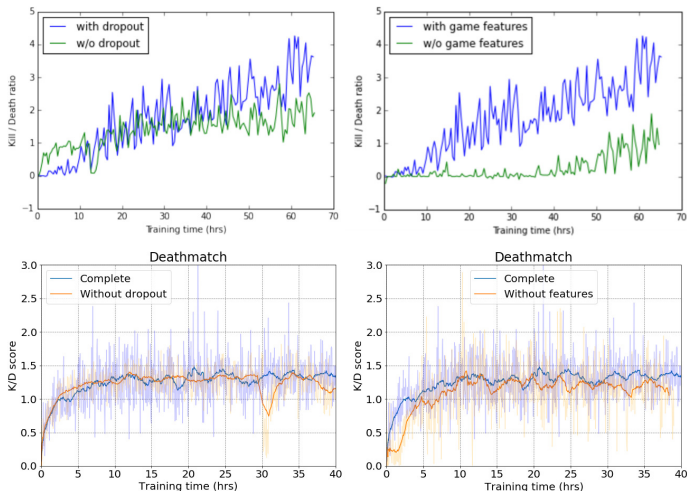 with dropout
w/o dropout
Kill / Death ratio
5
4
3
2
1
0
−1
0 10 20 30 40 50 60 70
Training time (hrs)
with game features
w/o game features
Kill / Death ratio
5
4
3
2
1
0
−1
0 10 20 30 40 50 60 70
Training time (hrs)
Deathmatch
Complete
Without dropout
K/D score
3.0
2.5
2.0
1.5
1.0
0.5
0.0
0 5 10 15 20 25 30 35 40
Training time (hrs)
Deathmatch
Complete
Without features
K/D score
3.0
2.5
2.0
1.5
1.0
0.5
0.0
0 5 10 15 20 25 30 35 40
Training time (hrs)